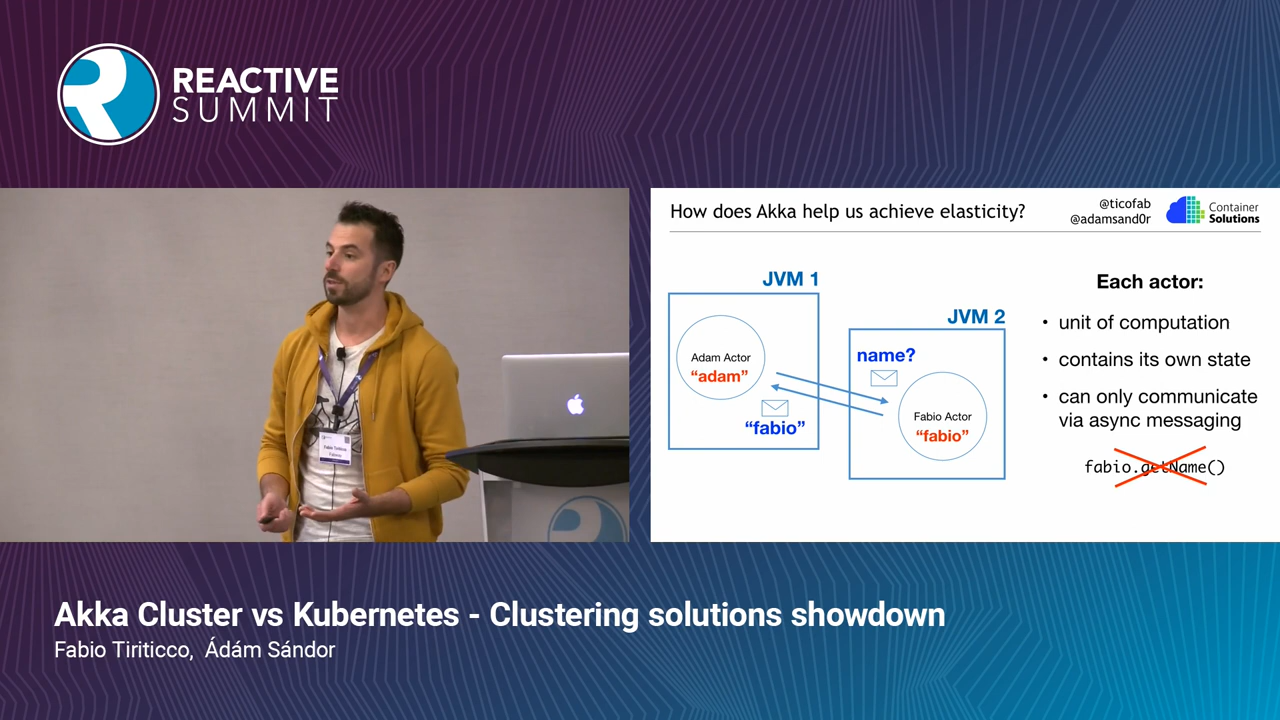 REACTIVE
SUMMIT
How does Akka help us achieve elasticity?
@ticofab
@adamsand0r
Container
Solutions
JVM 1
Adam Actor
“adam”
“fabio”
JVM 2
name?
Fabio Actor
“fabio”
Each actor:
• unit of computation
• contains its own state
• can only communicate
via async messaging
fabio.getName()
Fabio Tiriticco
Akka Cluster vs Kubernetes - Clustering solutions showdown
Fabio Tiriticco, Ádám Sándor